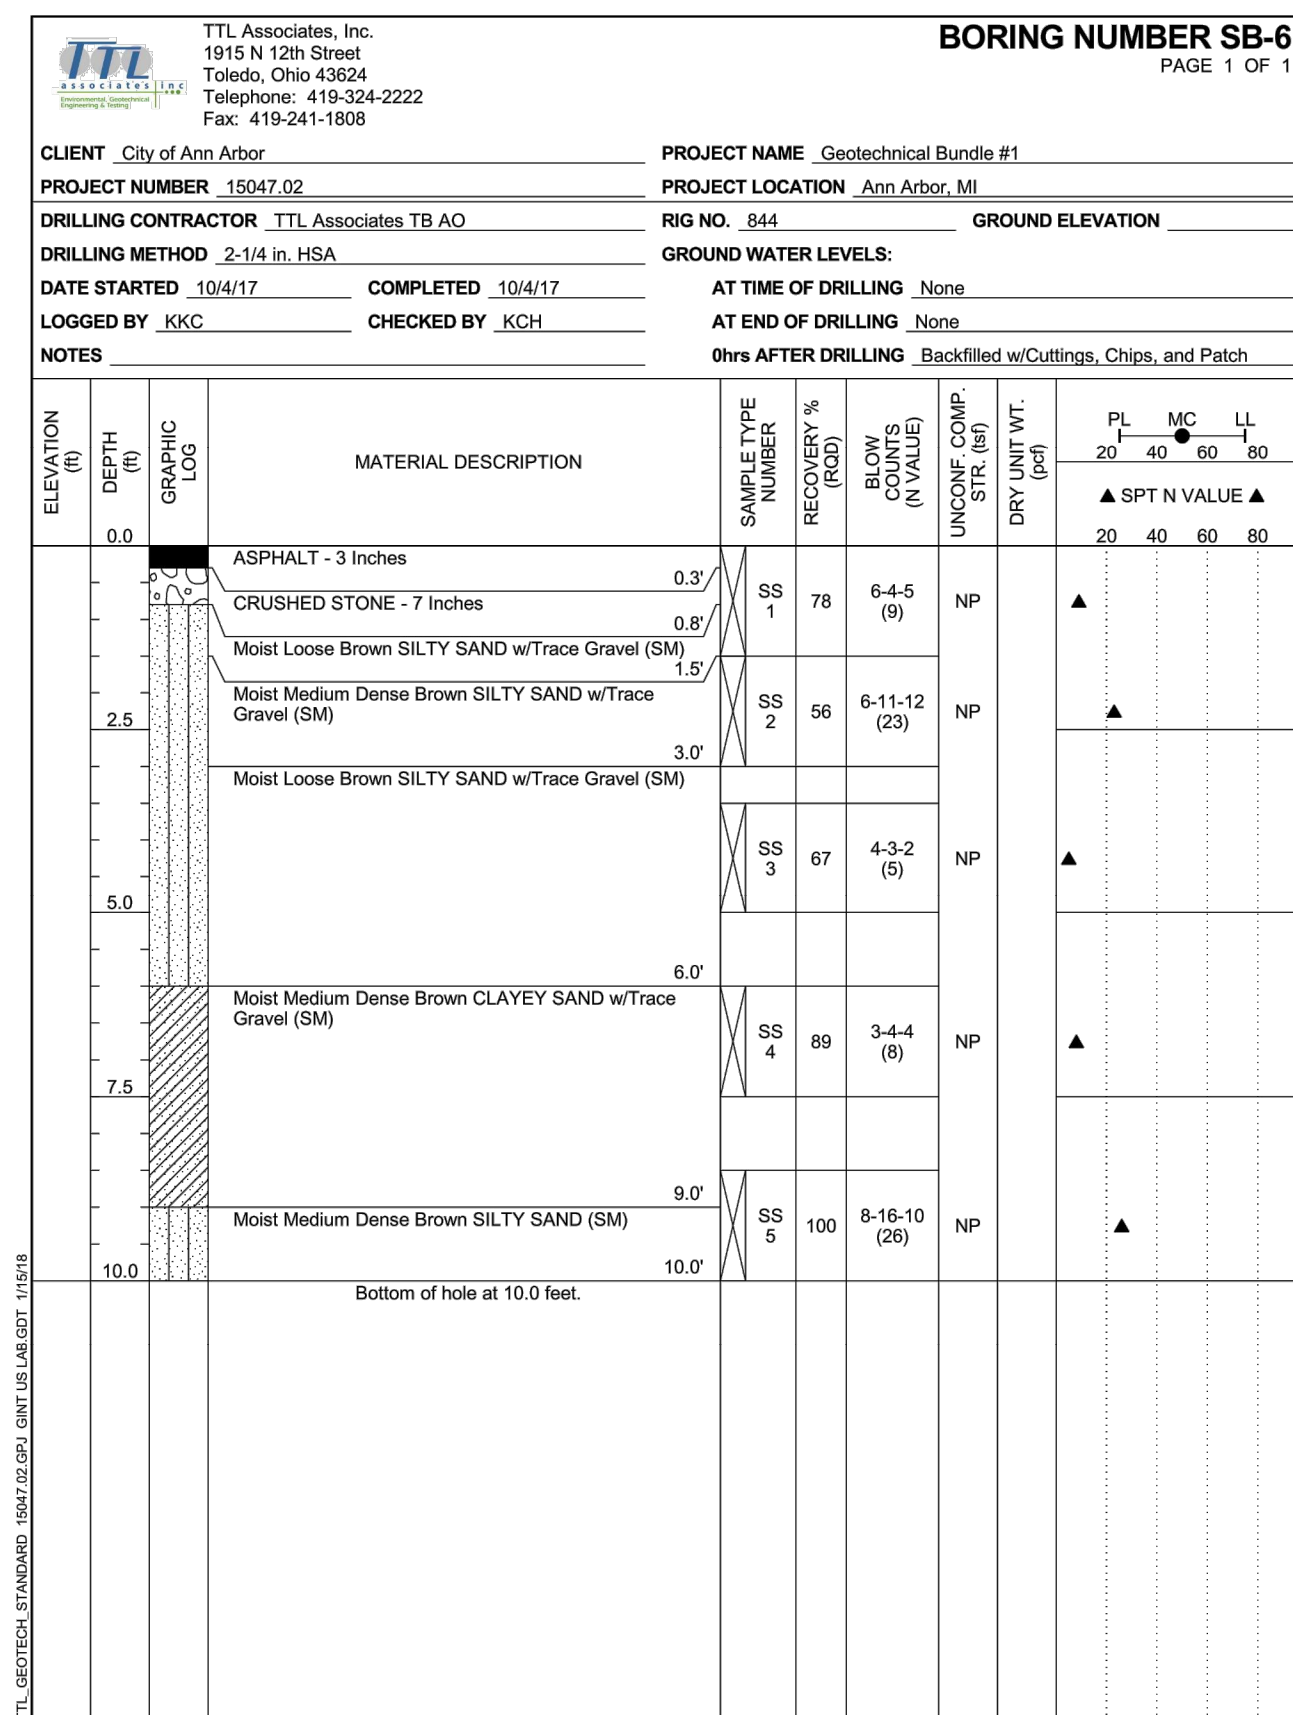 TTL
associates inc
Environmental, Geotechnical
Engineering & Testing
TTL Associates, Inc.
1915 N 12th Street
Toledo, Ohio 43624
Telephone: 419-324-2222
Fax: 419-241-1808
BORING NUMBER SB-6
PAGE 1 OF 1
CLIENT City of Ann Arbor
PROJECT NAME Geotechnical Bundle #1
PROJECT NUMBER 15047.02
PROJECT LOCATION Ann Arbor, MI
DRILLING CONTRACTOR TTL Associates TB AO
RIG NO. 844 GROUND ELEVATION
DRILLING METHOD 2-1/4 in. HSA
GROUND WATER LEVELS:
DATE STARTED 10/4/17 COMPLETED 10/4/17
AT TIME OF DRILLING None
LOGGED BY KKC CHECKED BY KCH
AT END OF DRILLING None
NOTES
0hrs AFTER DRILLING Backfilled w/Cuttings, Chips, and Patch
ELEVATION
(ft)
DEPTH
(ft)
0.0
GRAPHIC
LOG
MATERIAL DESCRIPTION
SAMPLE TYPE
NUMBER
RECOVERY %
(RQD)
BLOW
COUNTS
(N VALUE)
UNCONF. COMP.
STR. (tsf)
DRY UNIT WT.
(pcf)
PL MC LL
20 40 60 80
▲ SPT N VALUE ▲
20 40 60 80
ASPHALT - 3 Inches
0.3'
CRUSHED STONE - 7 Inches
0.8'
SS
1
78
6-4-5
(9)
NP
Moist Loose Brown SILTY SAND w/Trace Gravel (SM)
1.5'
Moist Medium Dense Brown SILTY SAND w/Trace
Gravel (SM)
2.5
3.0'
SS
2
56
6-11-12
(23)
NP
Moist Loose Brown SILTY SAND w/Trace Gravel (SM)
SS
3
67
4-3-2
(5)
NP
5.0
6.0'
Moist Medium Dense Brown CLAYEY SAND w/Trace
Gravel (SM)
SS
4
89
3-4-4
(8)
NP
7.5
9.0'
Moist Medium Dense Brown SILTY SAND (SM)
SS
5
100
8-16-10
(26)
NP
10.0
10.0'
Bottom of hole at 10.0 feet.
TL_GEOTECH_STANDARD 15047.02.GPJ GINT US LAB.GDT 1/15/18